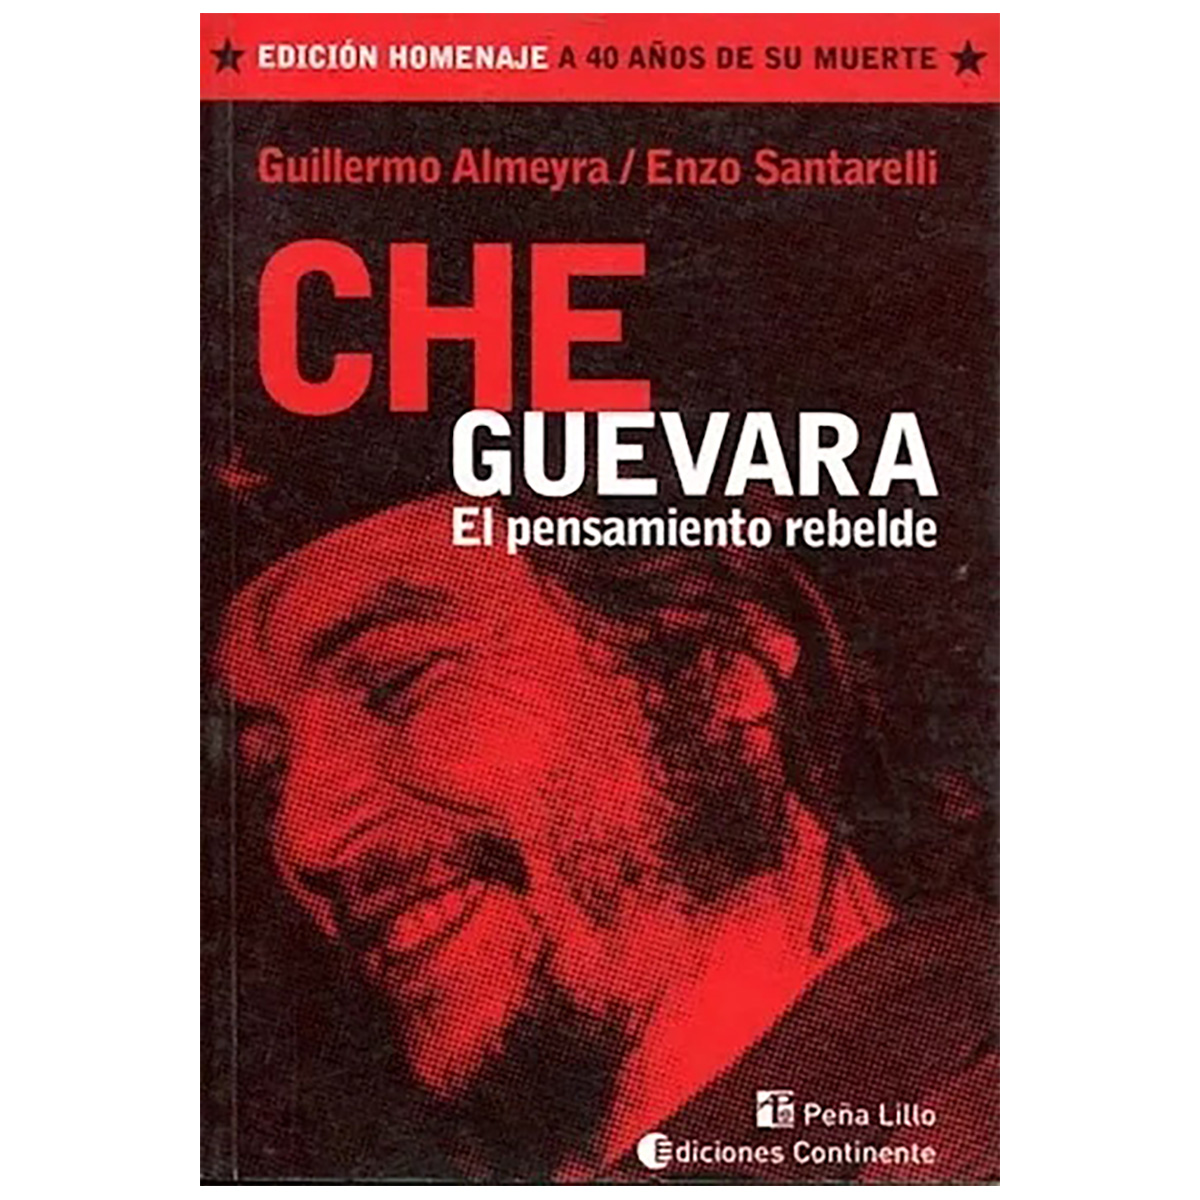 EDICIÓN HOMENAJE A 40 AÑOS DE SU MUERTE
Guillermo Almeyra / Enzo Santarelli
CHE
GUEVARA
El pensamiento rebelde
Peña Lillo
Ediciones Continente